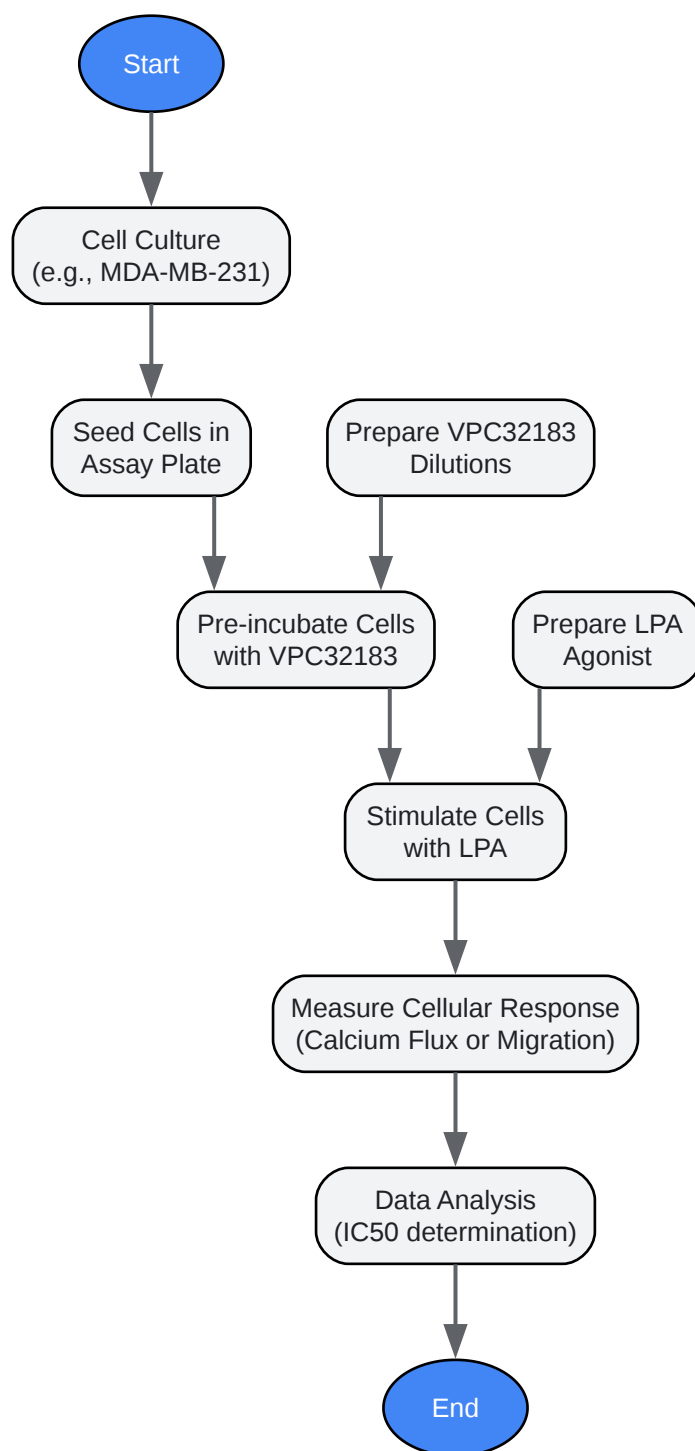 Start
Cell Culture
(e.g., MDA-MB-231)
Seed Cells in
Assay Plate
Prepare VPC32183
Dilutions
Pre-incubate Cells
with VPC32183
Prepare LPA
Agonist
Stimulate Cells
with LPA
Measure Cellular Response
(Calcium Flux or Migration)
Data Analysis
(IC50 determination)
End